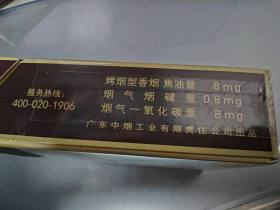 服务热线:
400-020-1906
烤烟型香烟 焦油量 8mg
烟气烟碱量 0.8mg
烟气一氧化碳量 8mg
广东中烟工业有限责任公司出品